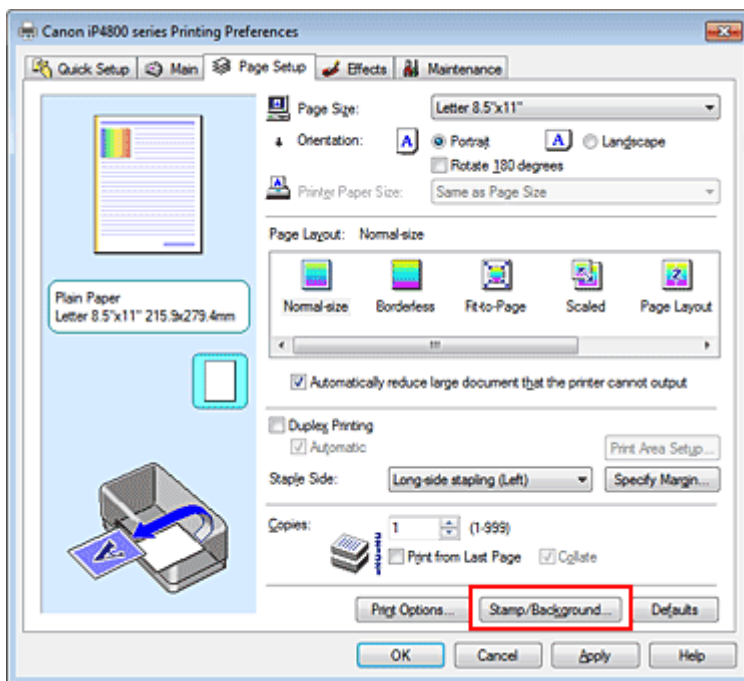 Canon iP4800 series Printing Preferences
Quick Setup Main Page Setup Effects Maintenance
Page Size: Letter 8.5"x11"
Orientation: A Portrait A Landscape
Rotate 180 degrees
Printer Paper Size: Same as Page Size
Page Layout: Normal-size
Normal-size Borderless Fit-to-Page Scaled Page Layout
Plain Paper
Letter 8.5"x11" 215.9x279.4mm
Automatically reduce large document that the printer cannot output
Duplex Printing
Automatic Print Area Setup...
Staple Side: Long-side stapling (Left) Specify Margin...
Copies: 1 (1-999)
Print from Last Page Collate
Print Options... Stamp/Background... Defaults
OK Cancel Apply Help